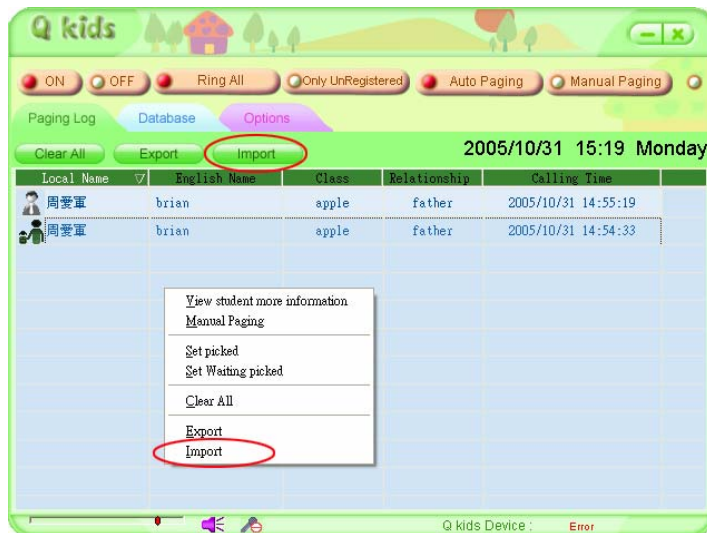 Q kids
ON OFF Ring All Only UnRegistered Auto Paging Manual Paging
Paging Log Database Options
Clear All Export Import 2005/10/31 15:19 Monday
Local Name English Name Class Relationship Calling Time
周愛軍 brian apple father 2005/10/31 14:55:19
周愛軍 brian apple father 2005/10/31 14:54:33
View student more information
Manual Paging
Set picked
Set Waiting picked
Clear All
Export
Import
Q kids Device : Error